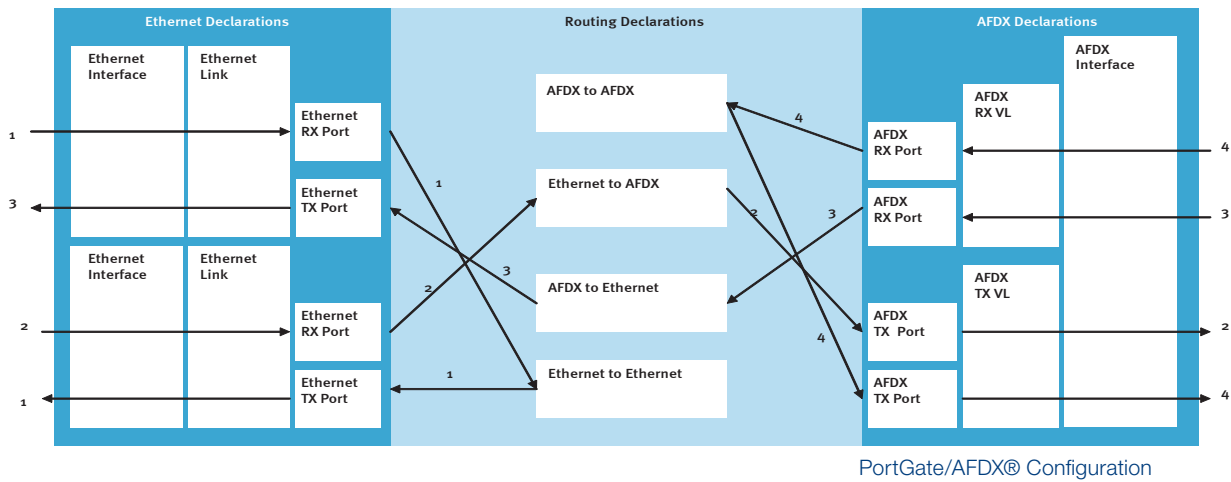 Ethernet Declarations
Routing Declarations
AFDX Declarations
Ethernet
Interface
Ethernet
Link
Ethernet
RX Port
Ethernet
TX Port
Ethernet
Interface
Ethernet
Link
Ethernet
RX Port
Ethernet
TX Port
1
3
2
1
1
2
3
1
AFDX to AFDX
Ethernet to AFDX
AFDX to Ethernet
Ethernet to Ethernet
4
2
3
4
AFDX
RX Port
AFDX
RX Port
AFDX
TX Port
AFDX
TX Port
AFDX
RX VL
AFDX
TX VL
AFDX
Interface
4
3
2
4
PortGate/AFDX® Configuration